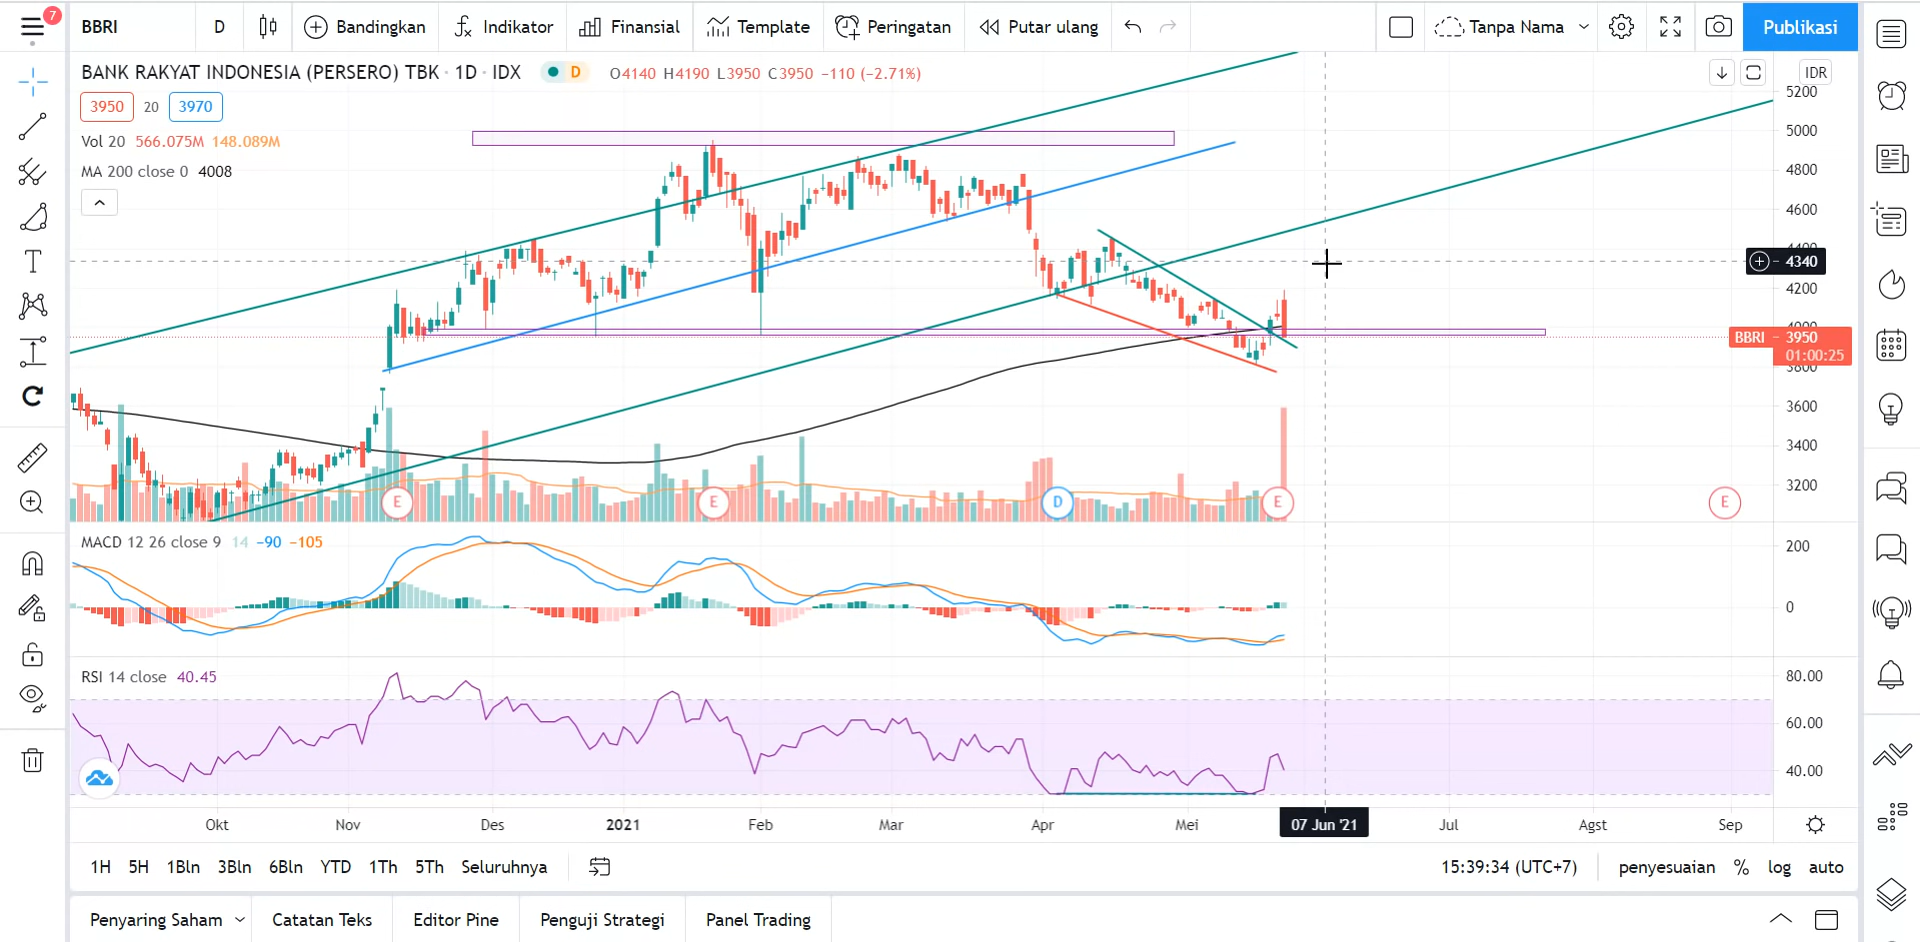 7
BBRI
D
Bandingkan
Indikator
Finansial
Template
Peringatan
Putar ulang
Tanpa Nama
Publikasi
BANK RAKYAT INDONESIA (PERSERO) TBK · 1D · IDX
D
O4140 H4190 L3950 C3950 −110 (−2.71%)
IDR
3950 20 3970
Vol 20 566.075M 148.089M
MA 200 close 0 4008
5200
5000
4800
4600
4400
4340
4200
4000
BBRI 3950
01:00:25
3800
3600
3400
3200
E
E
D
E
E
MACD 12 26 close 9 14 −90 −105
200
0
RSI 14 close 40.45
80.00
60.00
40.00
Okt Nov Des 2021 Feb Mar Apr Mei 07 Jun '21 Jul Agst Sep
1H 5H 1Bln 3Bln 6Bln YTD 1Th 5Th Seluruhnya
15:39:34 (UTC+7) penyesuaian % log auto
Penyaring Saham Catatan Teks Editor Pine Penguji Strategi Panel Trading